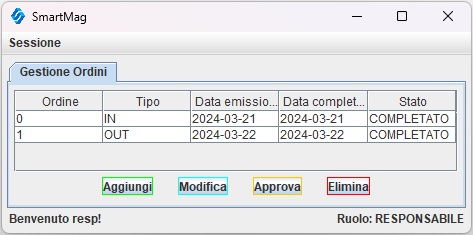 SmartMag
Sessione
Gestione Ordini
Ordine Tipo Data emissio... Data complet... Stato
0 IN 2024-03-21 2024-03-21 COMPLETATO
1 OUT 2024-03-22 2024-03-22 COMPLETATO
Aggiungi Modifica Approva Elimina
Benvenuto resp! Ruolo: RESPONSABILE